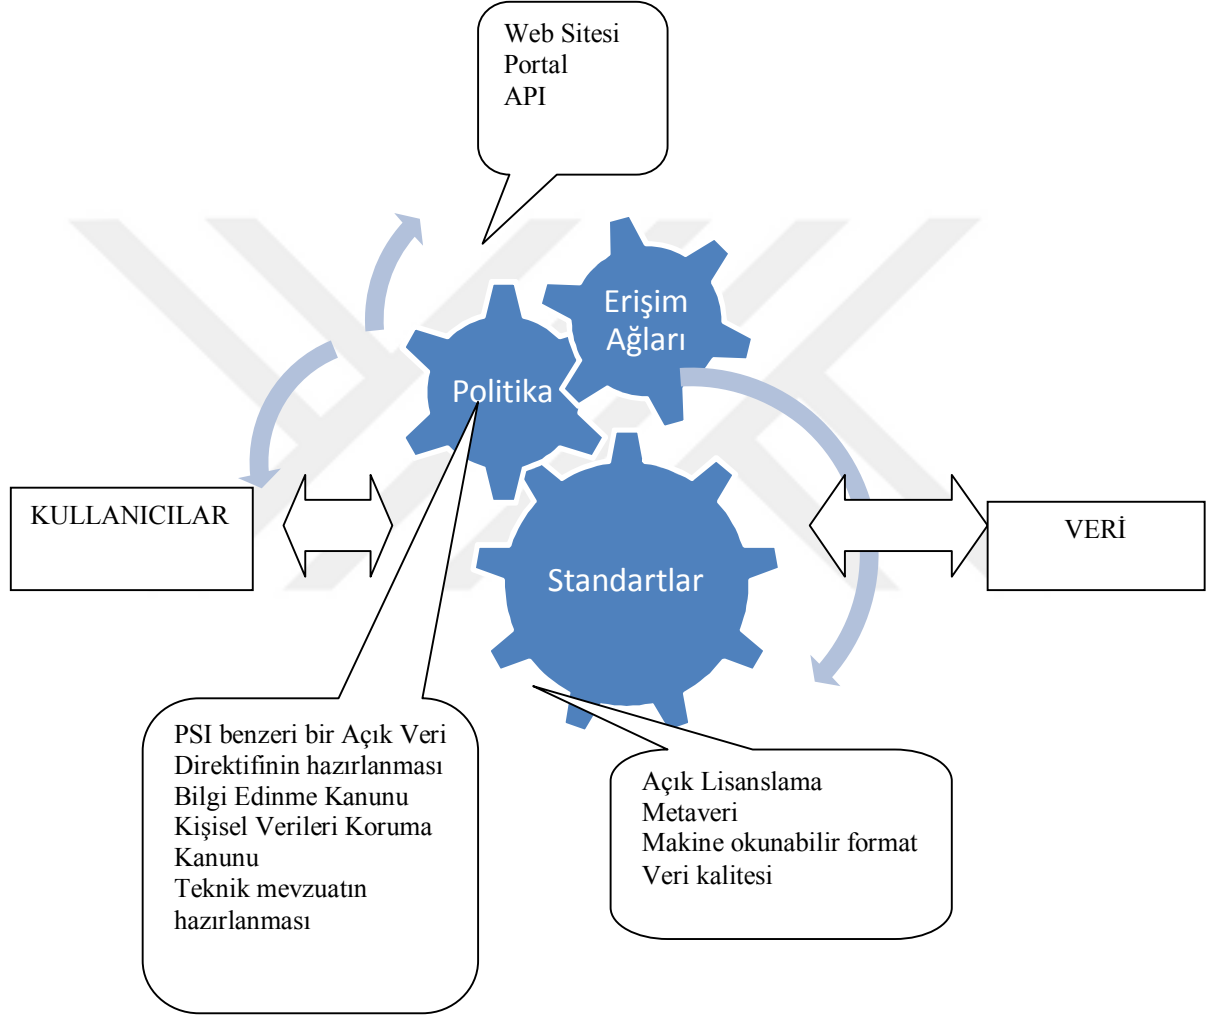 Web Sitesi
Portal
API
Erişim
Ağları
Politika
KULLANICILAR
VERİ
Standartlar
PSI benzeri bir Açık Veri
Direktifinin hazırlanması
Bilgi Edinme Kanunu
Kişisel Verileri Koruma
Kanunu
Teknik mevzuatın
hazırlanması
Açık Lisanslama
Metaveri
Makine okunabilir format
Veri kalitesi